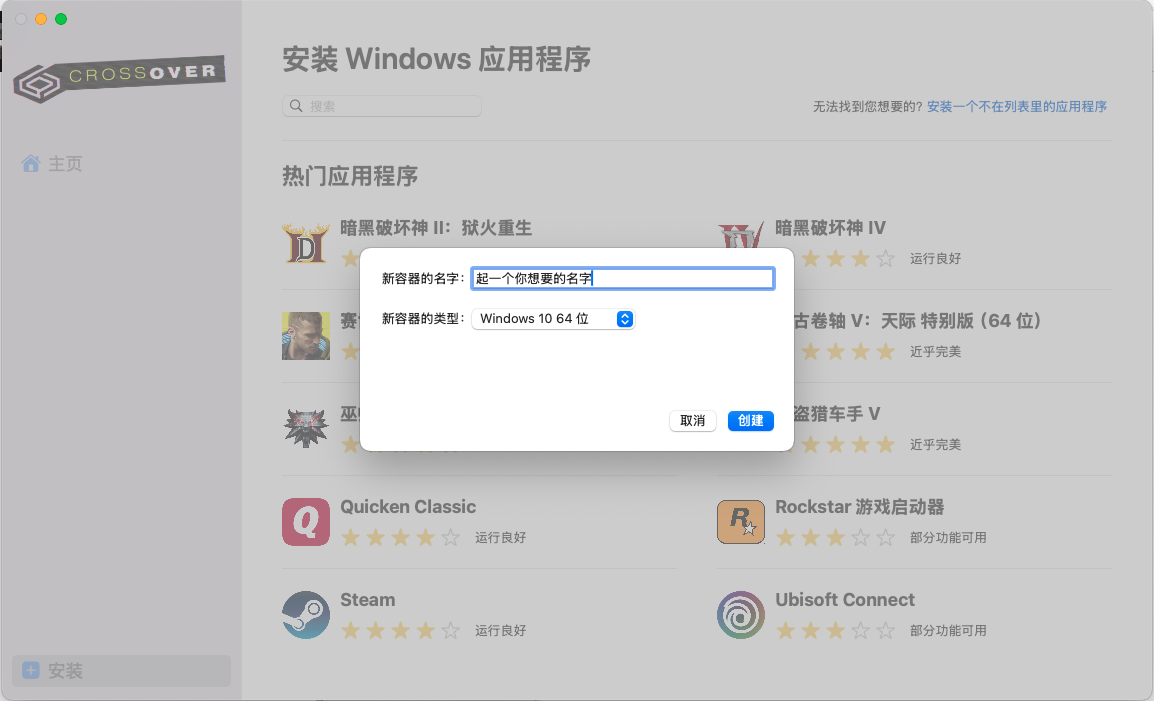 CROSSOVER
主页
安装
安装 Windows 应用程序
搜索
无法找到您想要的? 安装一个不在列表里的应用程序
热门应用程序
暗黑破坏神 II：狱火重生
暗黑破坏神 IV
运行良好
新容器的名字: 起一个你想要的名字
新容器的类型: Windows 10 64 位
取消
创建
古卷轴 V：天际 特别版（64 位）
近乎完美
盗猎车手 V
近乎完美
Quicken Classic
运行良好
Rockstar 游戏启动器
部分功能可用
Steam
运行良好
Ubisoft Connect
部分功能可用